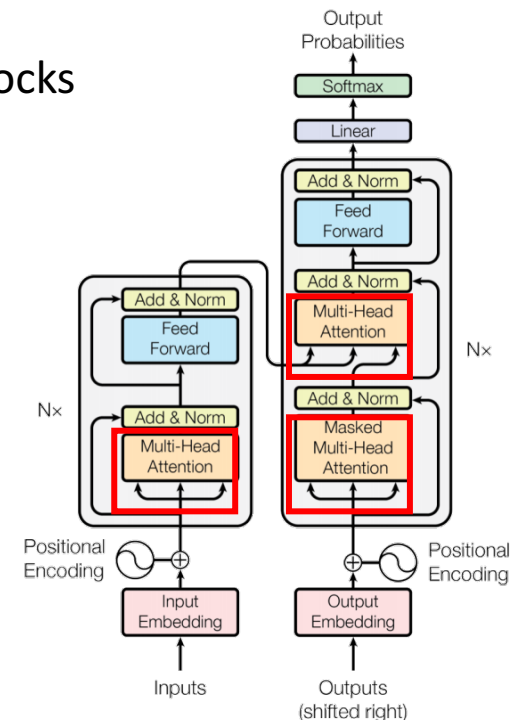 Output
Probabilities
Softmax
Linear
Add & Norm
Feed
Forward
Add & Norm
Multi-Head
Attention
Nx
Add & Norm
Masked
Multi-Head
Attention
Positional
Encoding
Output
Embedding
Outputs
(shifted right)
Add & Norm
Feed
Forward
Nx
Add & Norm
Multi-Head
Attention
Positional
Encoding
Input
Embedding
Inputs